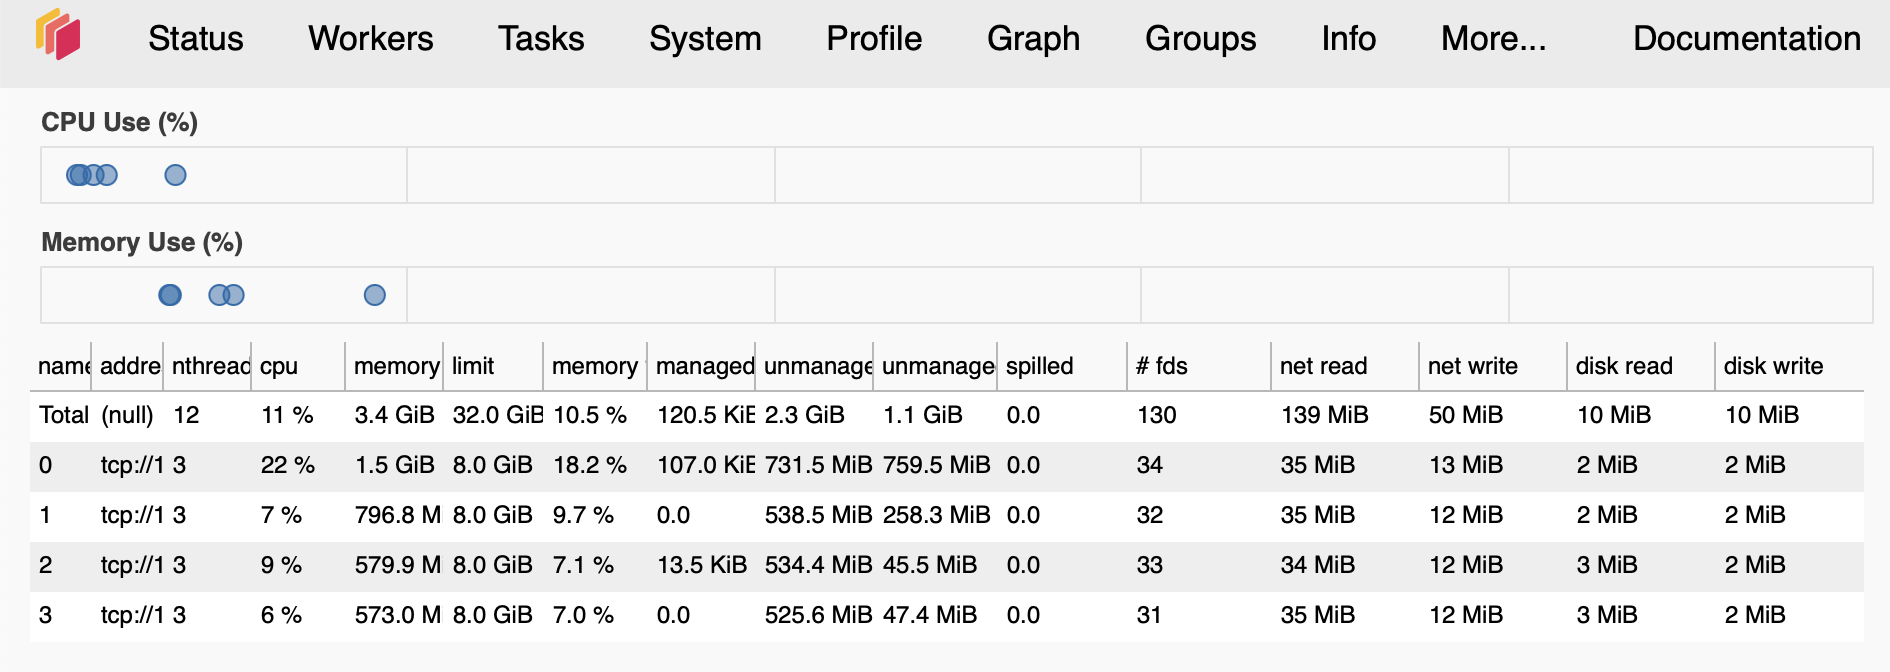 Status Workers Tasks System Profile Graph Groups Info More... Documentation
CPU Use (%)
Memory Use (%)
name addre nthread cpu memory limit memory managed unmanage unmanage spilled # fds net read net write disk read disk write
Total (null) 12 11 % 3.4 GiB 32.0 GiB 10.5 % 120.5 KiB 2.3 GiB 1.1 GiB 0.0 130 139 MiB 50 MiB 10 MiB 10 MiB
0 tcp://1 3 22 % 1.5 GiB 8.0 GiB 18.2 % 107.0 KiB 731.5 MiB 759.5 MiB 0.0 34 35 MiB 13 MiB 2 MiB 2 MiB
1 tcp://1 3 7 % 796.8 M 8.0 GiB 9.7 % 0.0 538.5 MiB 258.3 MiB 0.0 32 35 MiB 12 MiB 2 MiB 2 MiB
2 tcp://1 3 9 % 579.9 M 8.0 GiB 7.1 % 13.5 KiB 534.4 MiB 45.5 MiB 0.0 33 34 MiB 12 MiB 3 MiB 2 MiB
3 tcp://1 3 6 % 573.0 M 8.0 GiB 7.0 % 0.0 525.6 MiB 47.4 MiB 0.0 31 35 MiB 12 MiB 3 MiB 2 MiB